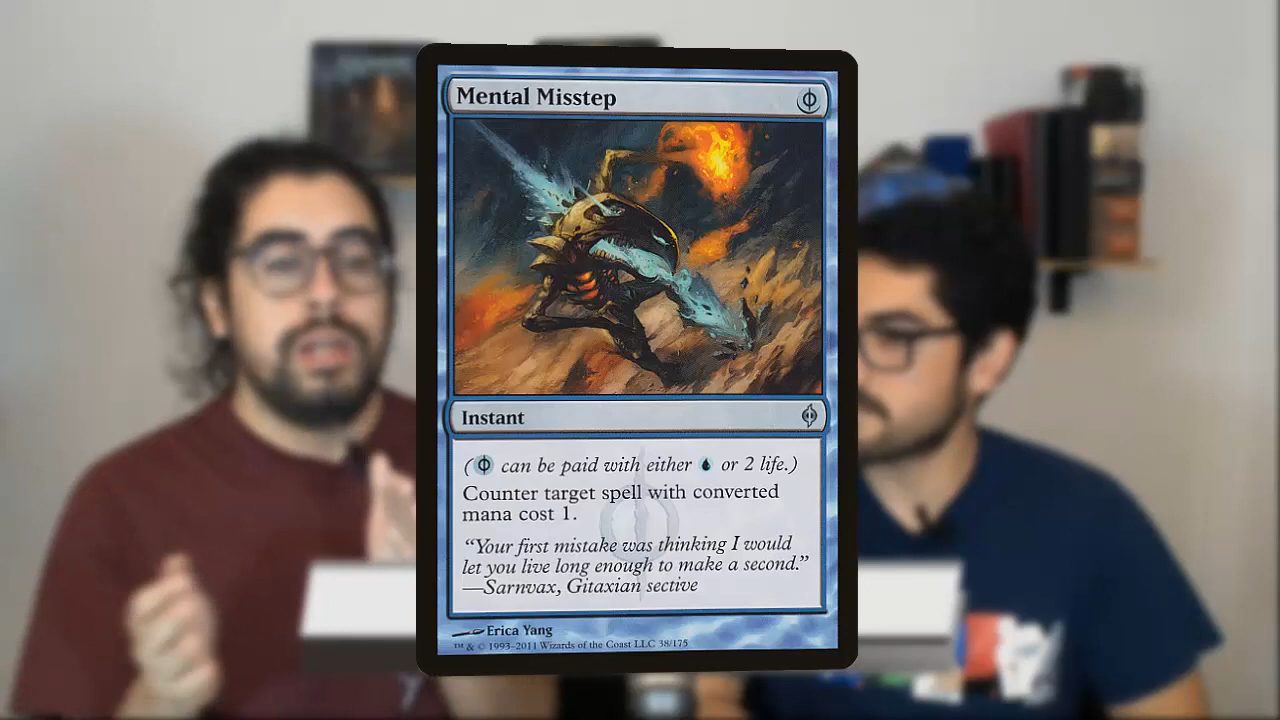 Mental Misstep
Instant
( can be paid with either or 2 life.)
Counter target spell with converted
mana cost 1.
“Your first mistake was thinking I would
let you live long enough to make a second.”
—Sarnvax, Gitaxian sective
Erica Yang
™ & © 1993-2011 Wizards of the Coast LLC 38/175